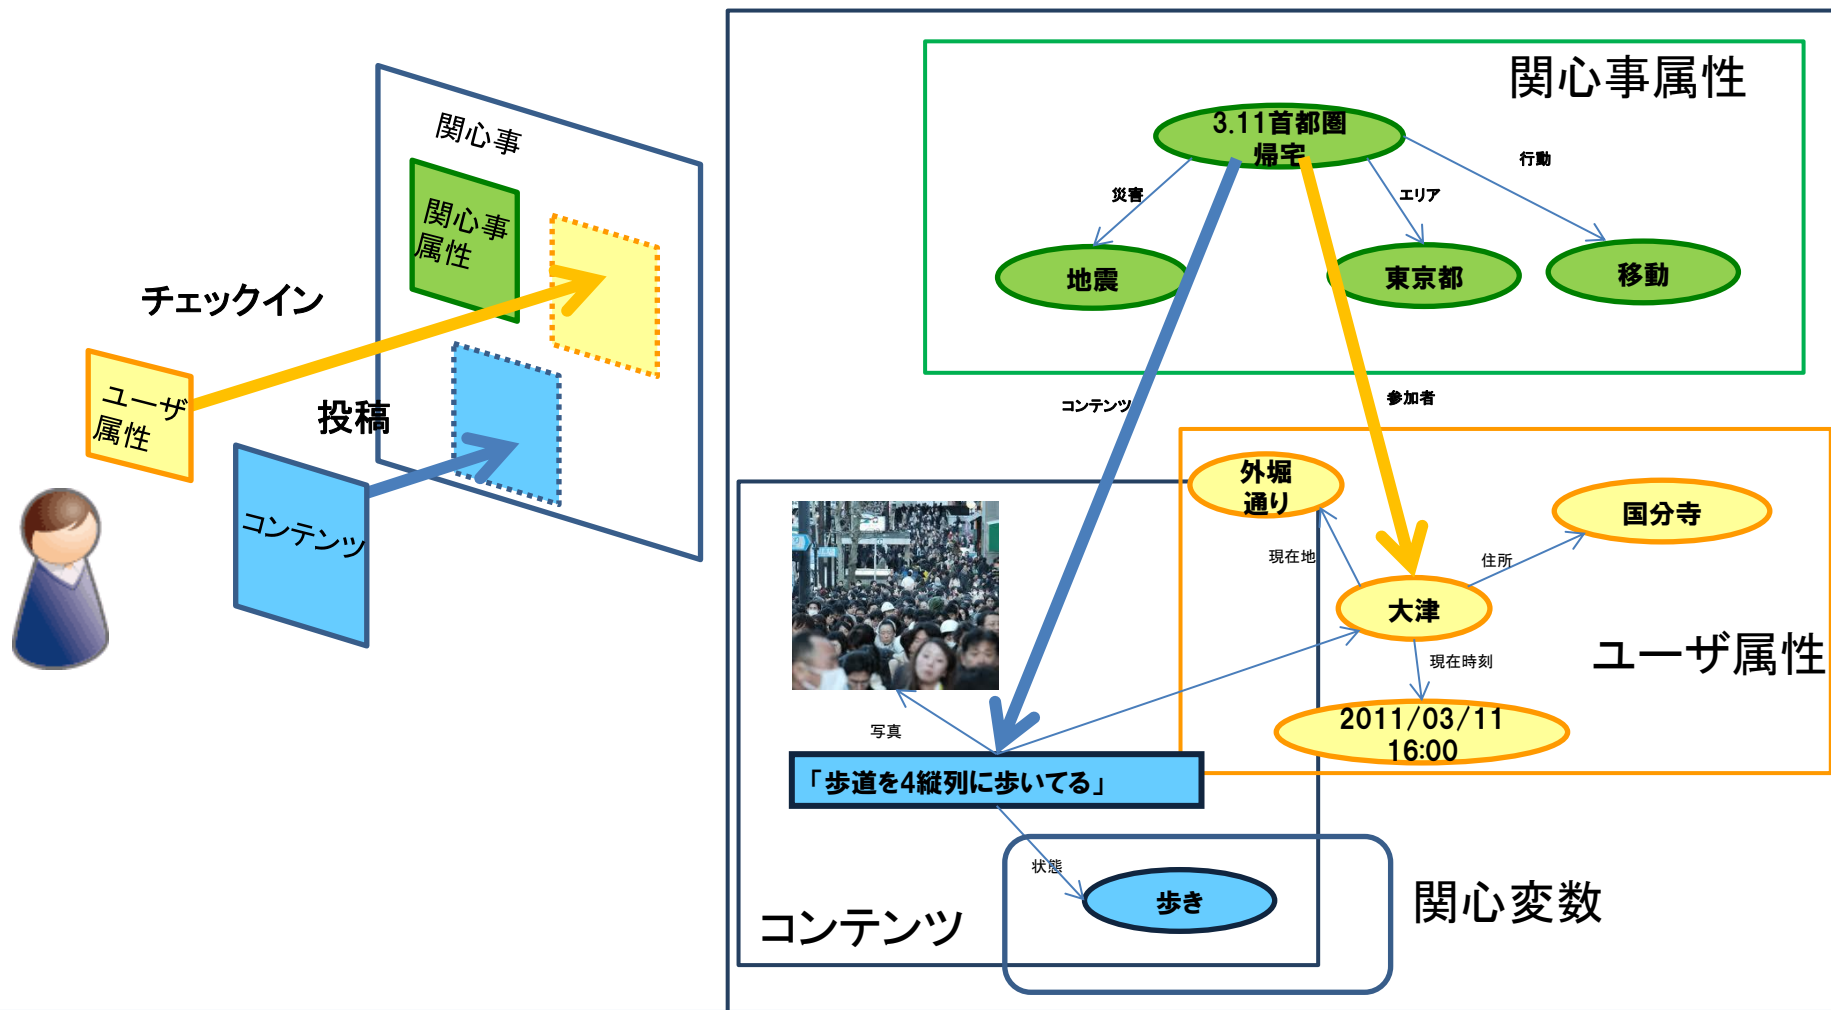 関心事
関心事
属性
チェックイン
ユーザ
属性
投稿
コンテンツ
関心事属性
3.11首都圏
帰宅
災害
エリア
行動
地震
東京都
移動
コンテンツ
参加者
外堀
通り
国分寺
現在地
住所
大津
現在時刻
ユーザ属性
2011/03/11
16:00
写真
「歩道を4縦列に歩いてる」
状態
歩き
コンテンツ
関心変数